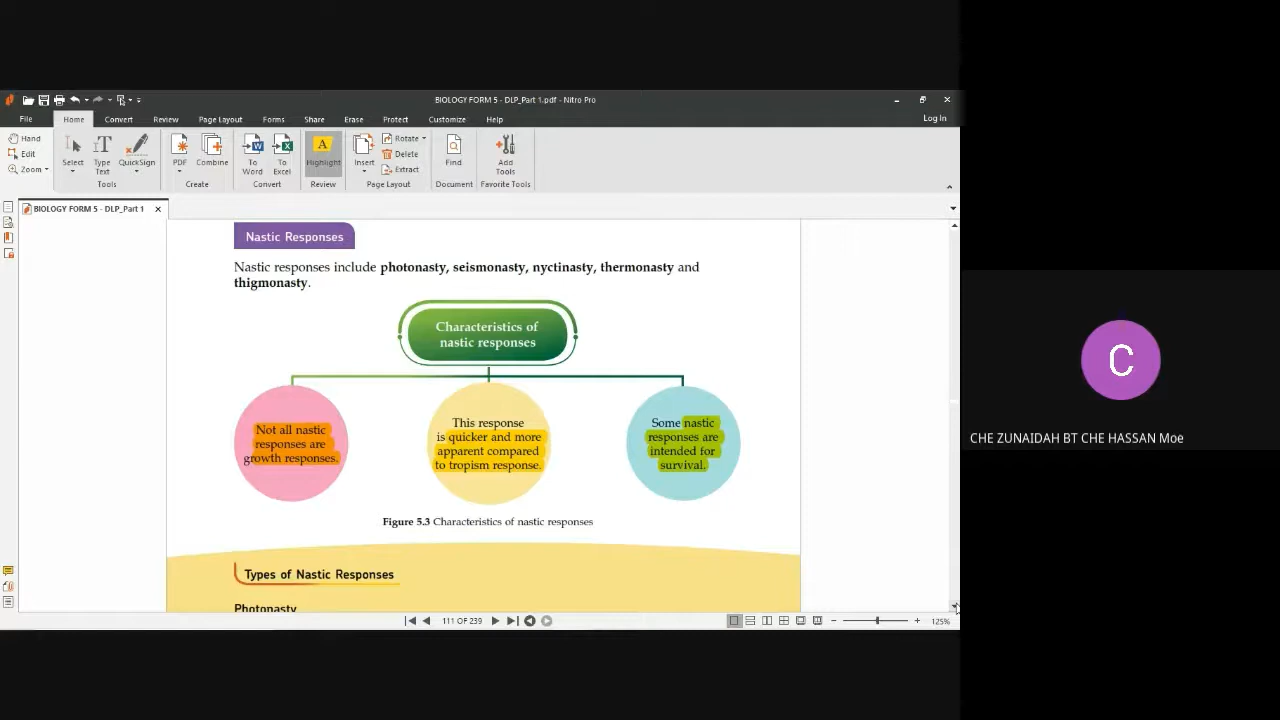 BIOLOGY FORM 5 - DLP_Part 1.pdf - Nitro Pro
File Home Convert Review Page Layout Forms Share Erase Protect Customize Help Log In
Hand
Edit
Zoom
Select
Type Text
QuickSign
Tools
PDF
Combine
Create
To Word
To Excel
Convert
A
Highlight
Review
Insert
Rotate
Delete
Extract
Page Layout
Find
Document
Add Tools
Favorite Tools
BIOLOGY FORM 5 - DLP_Part 1
Nastic Responses
Nastic responses include photonasty, seismonasty, nyctinasty, thermonasty and
thigmonasty.
Characteristics of
nastic responses
Not all nastic
responses are
growth responses.
This response
is quicker and more
apparent compared
to tropism response.
Some nastic
responses are
intended for
survival.
Figure 5.3 Characteristics of nastic responses
Types of Nastic Responses
Photonasty
111 OF 239
125%
C
CHE ZUNAIDAH BT CHE HASSAN Moe